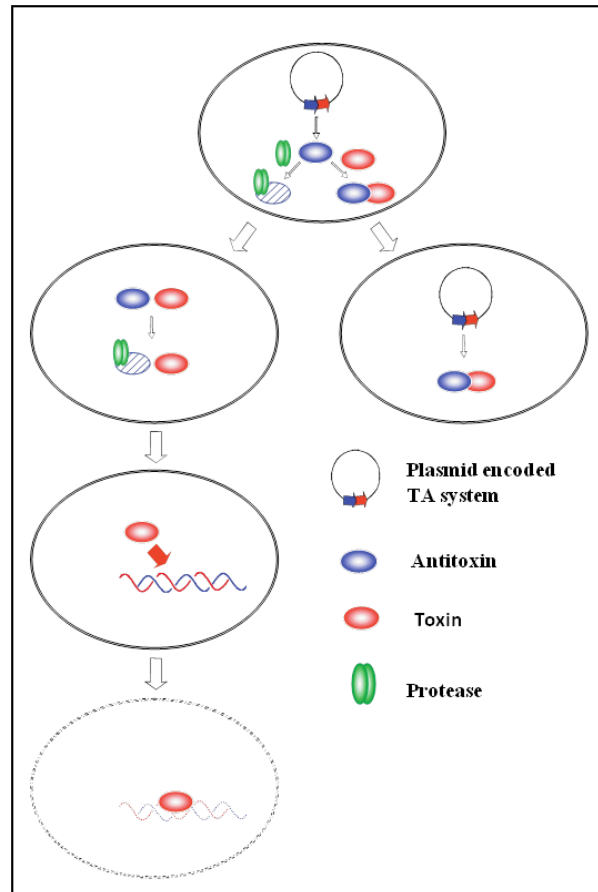 Plasmid encoded
TA system
Antitoxin
Toxin
Protease